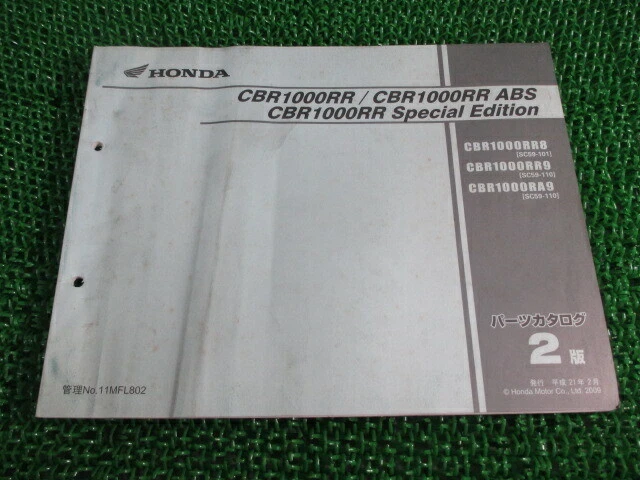 HONDA
CBR1000RR / CBR1000RR ABS
CBR1000RR Special Edition
CBR1000RR8
[SC59-101]
CBR1000RR9
[SC59-110]
CBR1000RA9
[SC59-110]
パーツカタログ
2版
発行 平成21年2月
© Honda Motor Co., Ltd. 2009
管理No.11MFL802